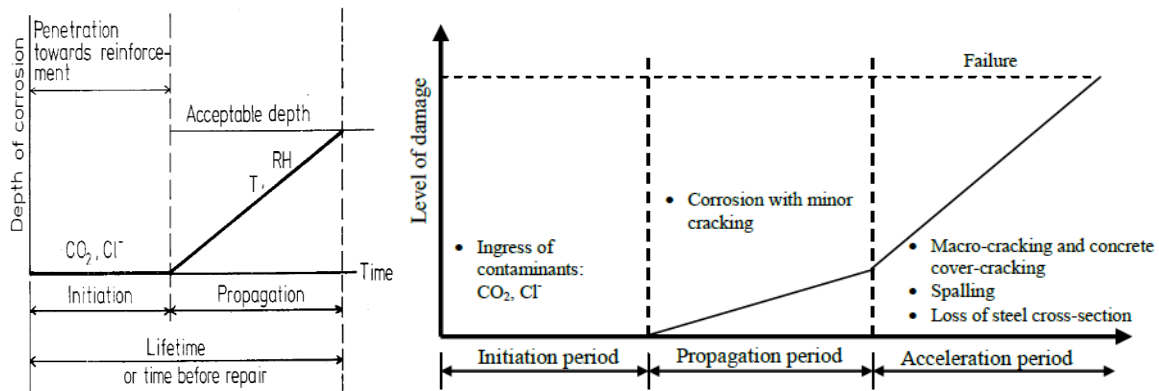 Penetration
towards reinforce-
ment
Depth of corrosion
Acceptable depth
RH
T,
CO₂, Cl⁻
Time
Initiation
Propagation
Lifetime
or time before repair
Level of damage
Failure
• Corrosion with minor
cracking
• Ingress of
contaminants:
CO₂, Cl⁻
• Macro-cracking and concrete
cover-cracking
• Spalling
• Loss of steel cross-section
Initiation period
Propagation period
Acceleration period